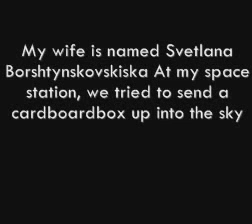 My wife is named Svetlana
Borshtynskovskiska At my space
station, we tried to send a
cardboardbox up into the sky